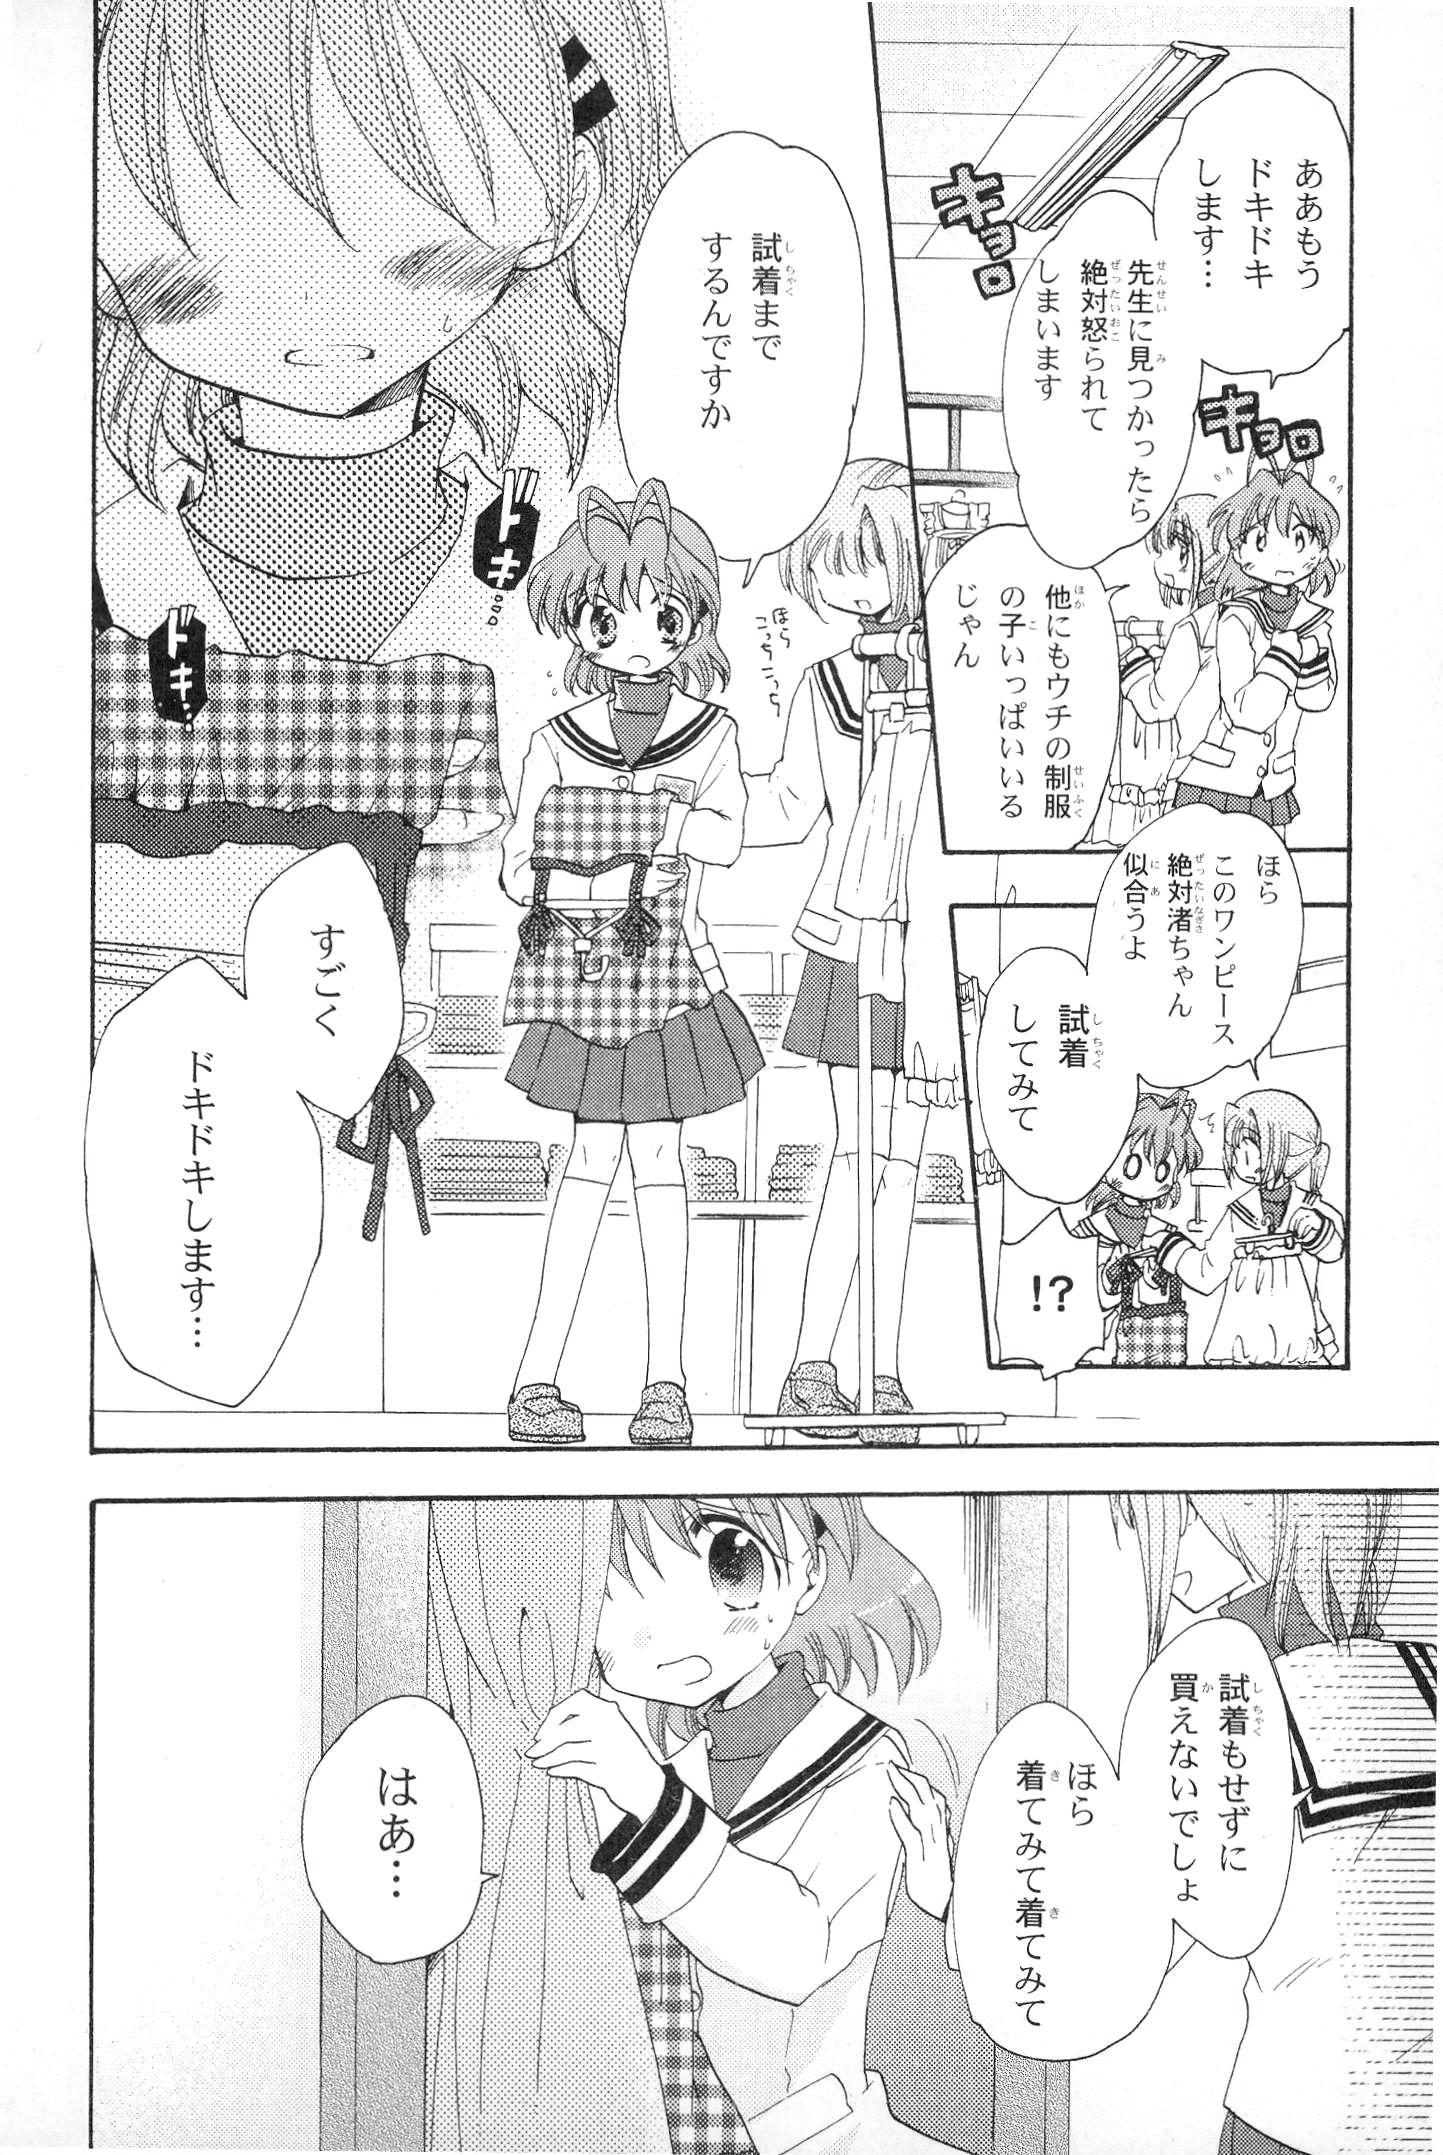 ああもう
ドキドキ
します…
キョロ
先生に見つかったら
絶対怒られて
しまいます
キョロ
他にもウチの制服
の子いっぱいいる
じゃん
ほら
このワンピース
絶対渚ちゃん
似合うよ
試着
してみて
!?
試着まで
するんですか
ほら
こっちこっち
ドキ…
ドキ…
すごく
ドキドキします…
試着もせずに
買えないでしょ
ほら
着てみて着てみて
はあ…